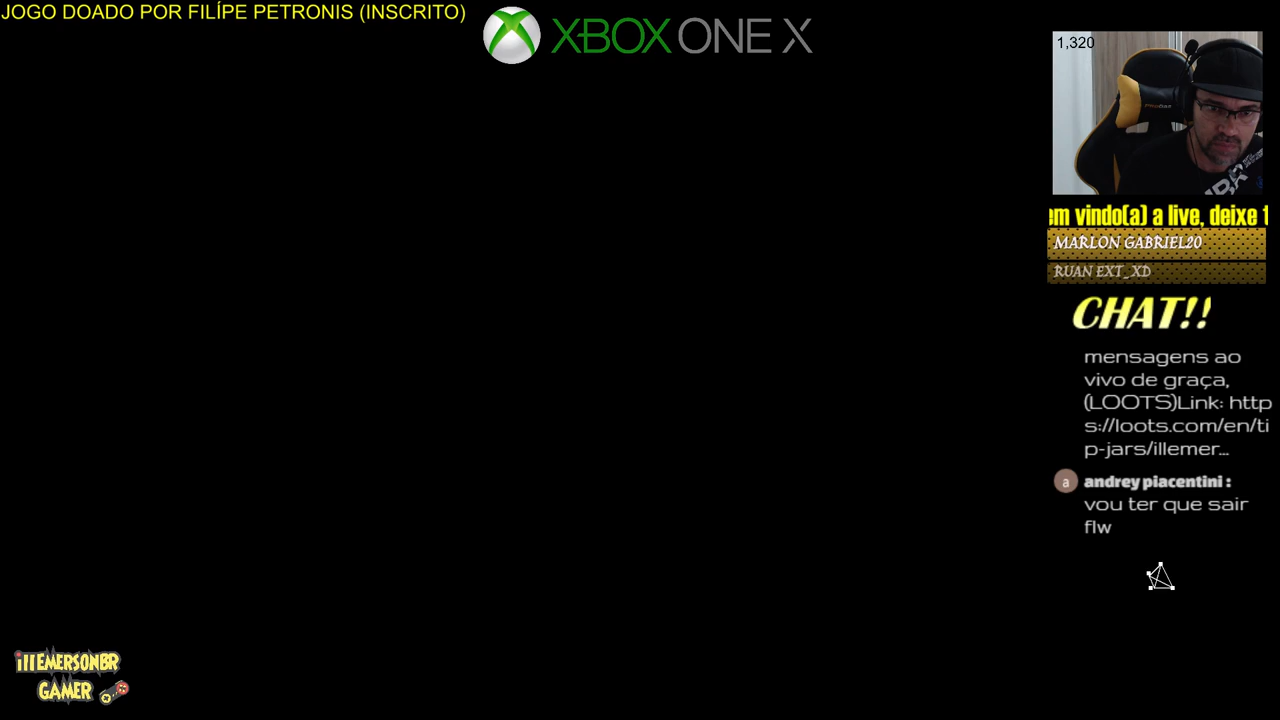 JOGO DOADO POR FILÍPE PETRONIS (INSCRITO)
XBOX ONE X
1,320
em vindo(a) a live, deixe t
MARLON GABRIEL20
RUAN EXT_XD
CHAT!!
mensagens ao
vivo de graça,
(LOOTS)Link: http
s://loots.com/en/ti
p-jars/illemer...
a
andrey piacentini :
vou ter que sair
flw
illEMERSONBR
GAMER